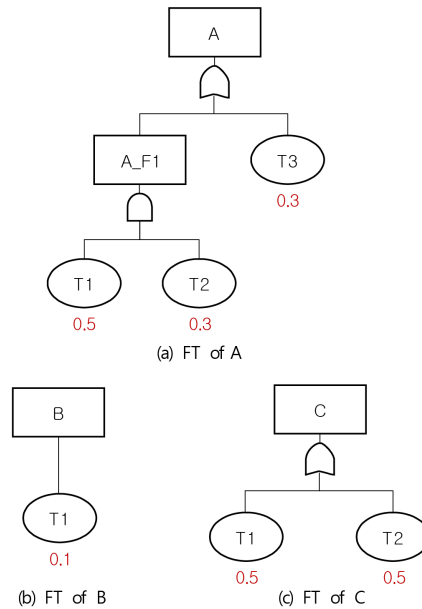 A
A_F1
T3
0.3
T1
T2
0.5
0.3
(a) FT of A
B
C
T1
0.1
T1
T2
0.5
0.5
(b) FT of B
(c) FT of C